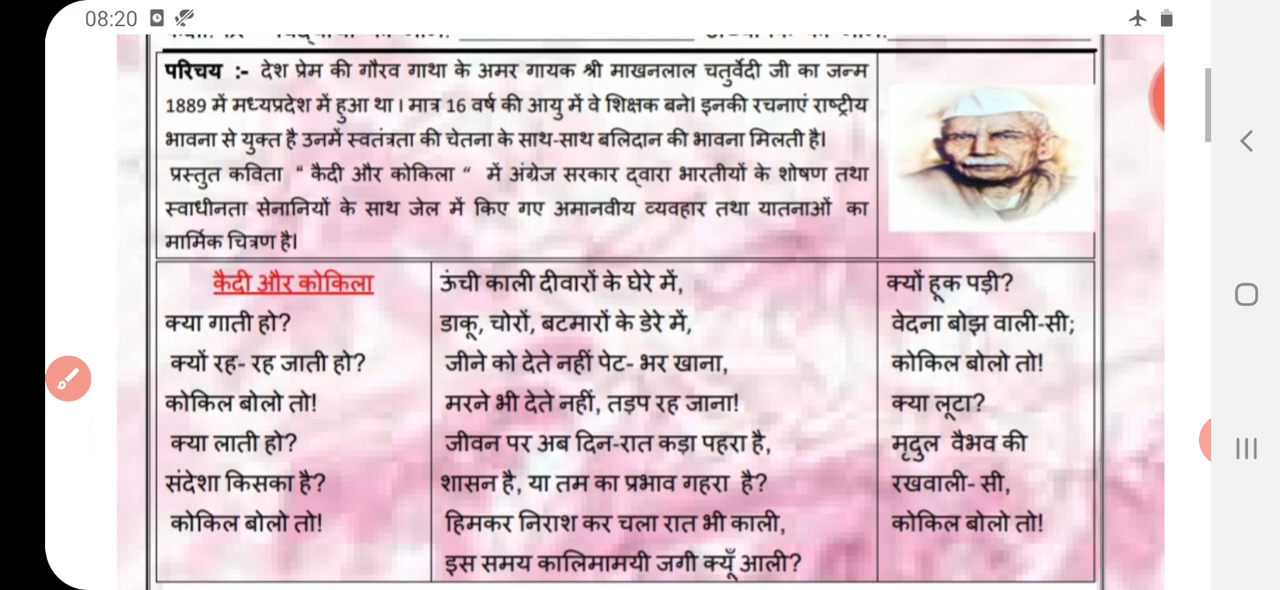 08:20
परिचय :- देश प्रेम की गौरव गाथा के अमर गायक श्री माखनलाल चतुर्वेदी जी का जन्म
1889 में मध्यप्रदेश में हुआ था। मात्र 16 वर्ष की आयु में वे शिक्षक बने। इनकी रचनाएं राष्ट्रीय
भावना से युक्त है उनमें स्वतंत्रता की चेतना के साथ-साथ बलिदान की भावना मिलती है।
प्रस्तुत कविता " कैदी और कोकिला " में अंग्रेज सरकार द्वारा भारतीयों के शोषण तथा
स्वाधीनता सेनानियों के साथ जेल में किए गए अमानवीय व्यवहार तथा यातनाओं का
मार्मिक चित्रण है।
कैदी और कोकिला
क्या गाती हो?
क्यों रह- रह जाती हो?
कोकिल बोलो तो!
क्या लाती हो?
संदेशा किसका है?
कोकिल बोलो तो!
ऊंची काली दीवारों के घेरे में,
डाकू, चोरों, बटमारों के डेरे में,
जीने को देते नहीं पेट- भर खाना,
मरने भी देते नहीं, तड़प रह जाना!
जीवन पर अब दिन-रात कड़ा पहरा है,
शासन है, या तम का प्रभाव गहरा है?
हिमकर निराश कर चला रात भी काली,
इस समय कालिमामयी जगी क्यूँ आली?
क्यों हूक पड़ी?
वेदना बोझ वाली-सी;
कोकिल बोलो तो!
क्या लूटा?
मृदुल वैभव की
रखवाली- सी,
कोकिल बोलो तो!